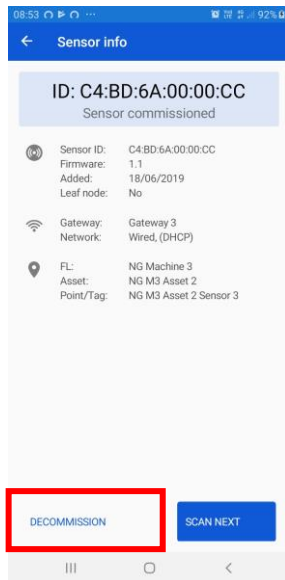 08:53 ... 92%
Sensor info
ID: C4:BD:6A:00:00:CC
Sensor commissioned
Sensor ID: C4:BD:6A:00:00:CC
Firmware: 1.1
Added: 18/06/2019
Leaf node: No
Gateway: Gateway 3
Network: Wired, (DHCP)
FL: NG Machine 3
Asset: NG M3 Asset 2
Point/Tag: NG M3 Asset 2 Sensor 3
DECOMMISSION SCAN NEXT